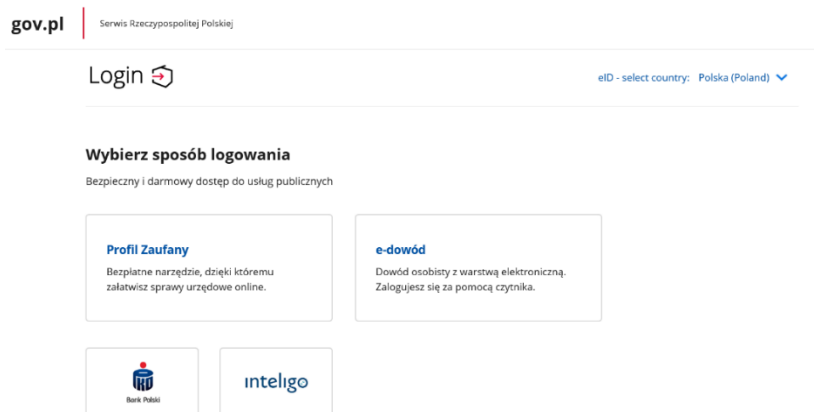 gov.pl
Serwis Rzeczypospolitej Polskiej
Login
eID - select country: Polska (Poland)
Wybierz sposób logowania
Bezpieczny i darmowy dostęp do usług publicznych
Profil Zaufany
Bezpłatne narzędzie, dzięki któremu
załatwisz sprawy urzędowe online.
e-dowód
Dowód osobisty z warstwą elektroniczną.
Zalogujesz się za pomocą czytnika.
PKO
Bank Polski
inteligo